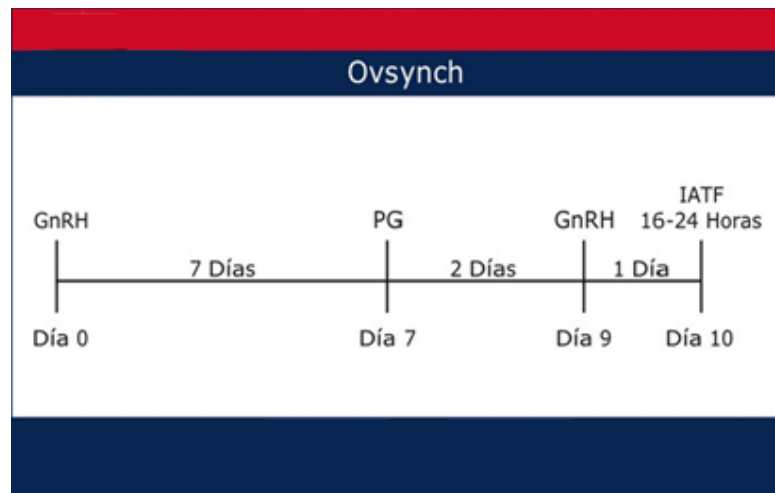 Ovsynch
IATF
GnRH PG GnRH 16-24 Horas
7 Días 2 Días 1 Día
Día 0 Día 7 Día 9 Día 10